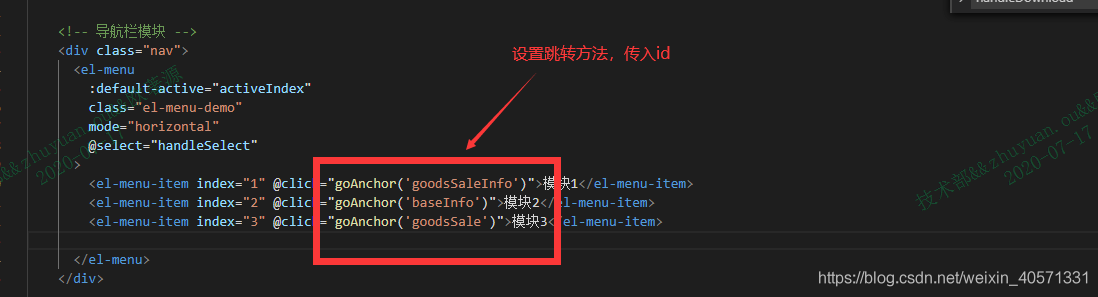 <!-- 导航栏模块 -->
<div class="nav">
设置跳转方法，传入id
<el-menu
:default-active="activeIndex"
class="el-menu-demo"
mode="horizontal"
@select="handleSelect"
>
<el-menu-item index="1" @click="goAnchor('goodsSaleInfo')">模块1</el-menu-item>
<el-menu-item index="2" @click="goAnchor('baseInfo')">模块2</el-menu-item>
<el-menu-item index="3" @click="goAnchor('goodsSale')">模块3</el-menu-item>
</el-menu>
</div>
技术部&&zhuyuan.ou&&
2020-07-17
https://blog.csdn.net/weixin_40571331